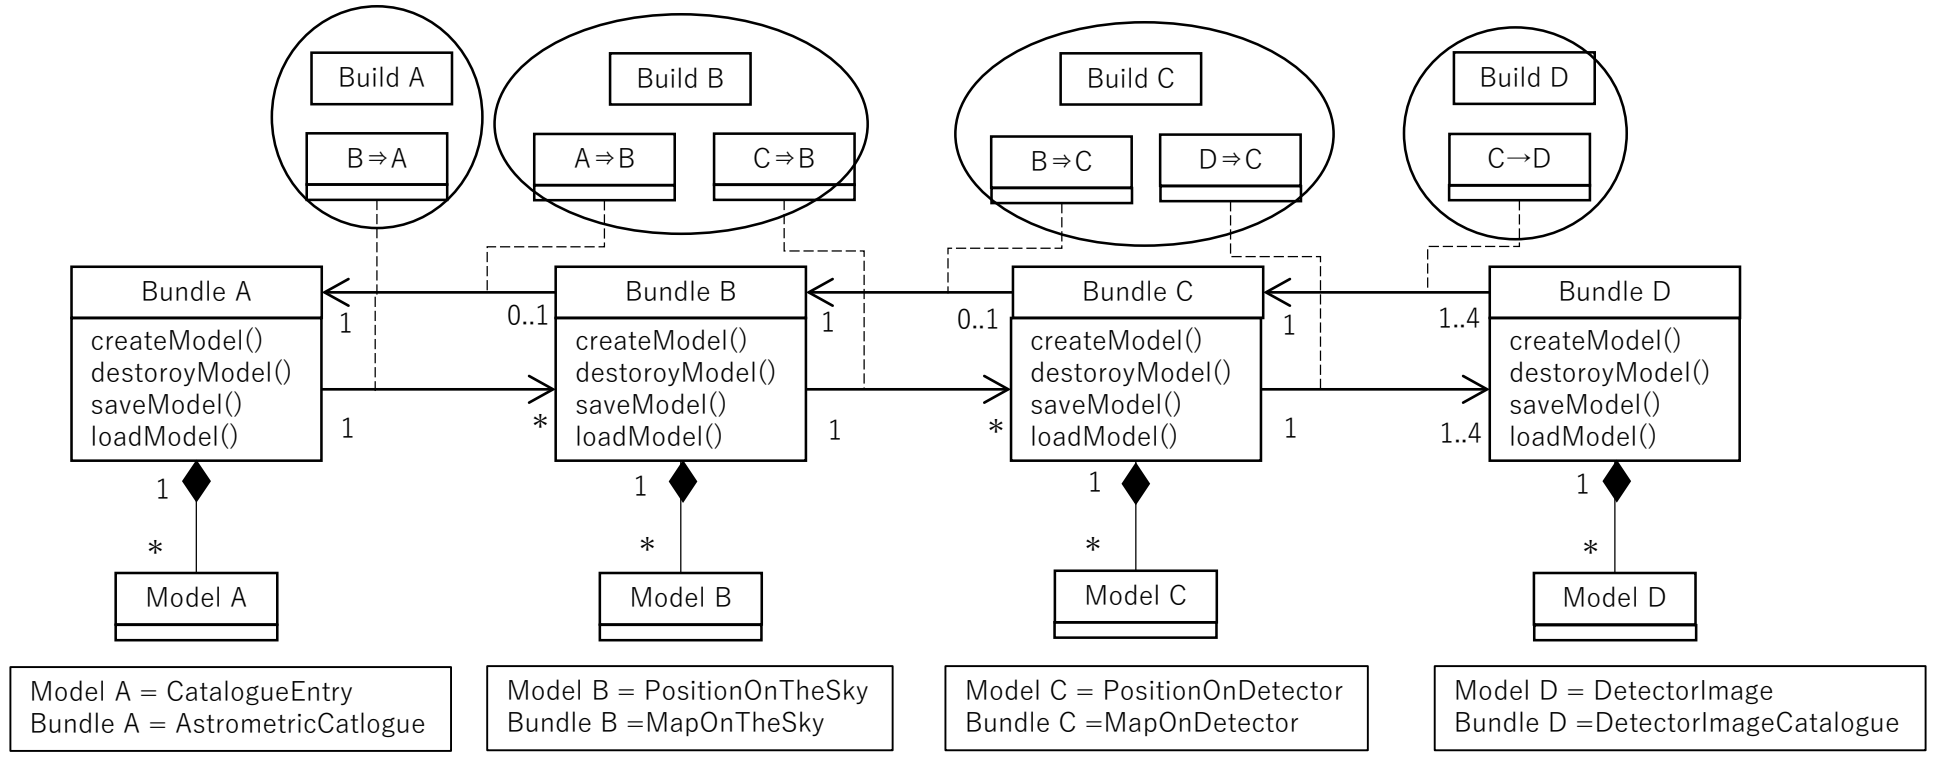 Build A
Build B
Build C
Build D
B⇒A
A⇒B
C⇒B
B⇒C
D⇒C
C→D
Bundle A
Bundle B
Bundle C
Bundle D
1
0..1
1
0..1
1
1..4
createModel()
destoroyModel()
saveModel()
loadModel()
createModel()
destoroyModel()
saveModel()
loadModel()
createModel()
destoroyModel()
saveModel()
loadModel()
createModel()
destoroyModel()
saveModel()
loadModel()
1
*
1
*
1
1..4
1
1
1
1
*
*
*
*
Model A
Model B
Model C
Model D
Model A = CatalogueEntry
Bundle A = AstrometricCatlogue
Model B = PositionOnTheSky
Bundle B =MapOnTheSky
Model C = PositionOnDetector
Bundle C =MapOnDetector
Model D = DetectorImage
Bundle D =DetectorImageCatalogue